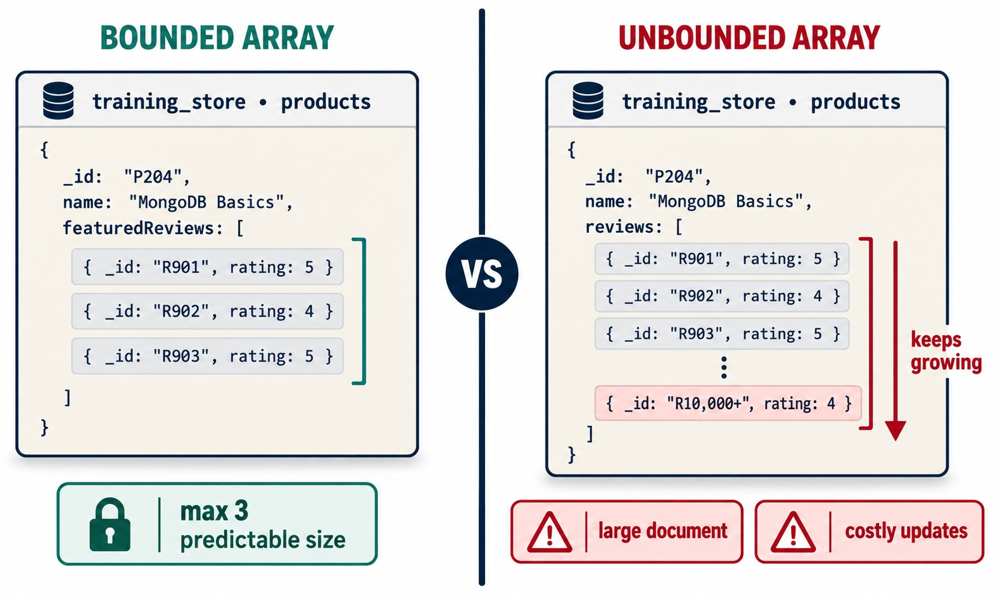 BOUNDED ARRAY
training_store • products
{
_id: "P204",
name: "MongoDB Basics",
featuredReviews: [
{ _id: "R901", rating: 5 }
{ _id: "R902", rating: 4 }
{ _id: "R903", rating: 5 }
]
}
max 3
predictable size
VS
UNBOUNDED ARRAY
training_store • products
{
_id: "P204",
name: "MongoDB Basics",
reviews: [
{ _id: "R901", rating: 5 }
{ _id: "R902", rating: 4 }
{ _id: "R903", rating: 5 }
⋮
{ _id: "R10,000+", rating: 4 }
]
}
keeps
growing
large document
costly updates